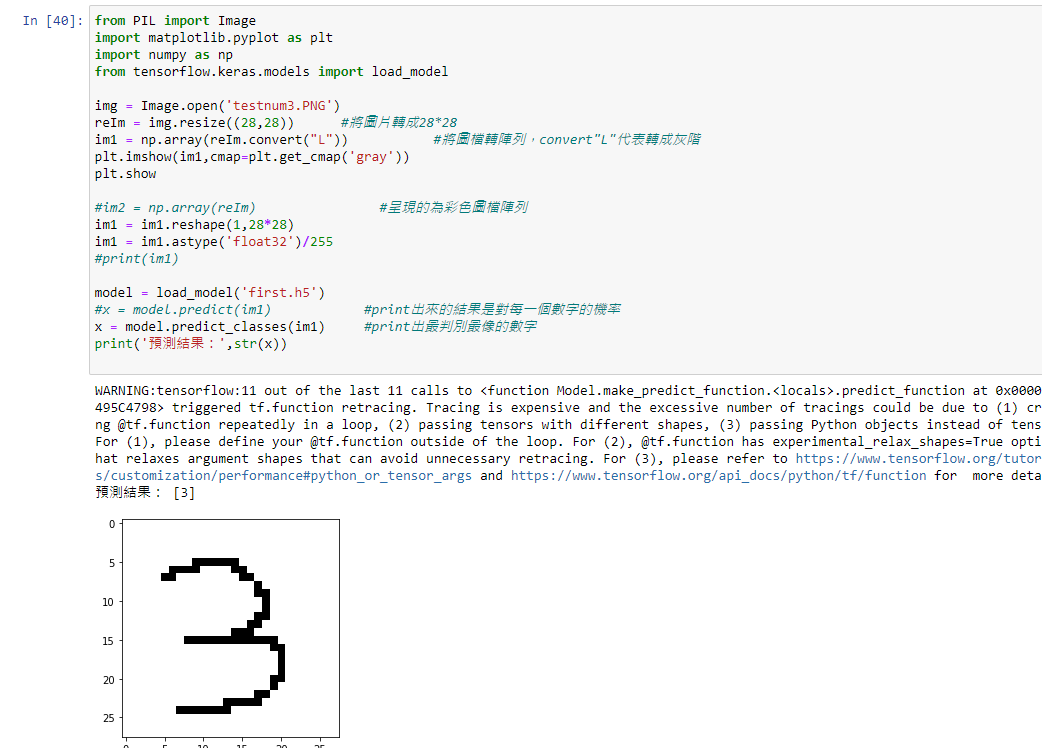 In [40]:
from PIL import Image
import matplotlib.pyplot as plt
import numpy as np
from tensorflow.keras.models import load_model
img = Image.open('testnum3.PNG')
reIm = img.resize((28,28)) #將圖片轉成28*28
im1 = np.array(reIm.convert("L")) #將圖檔轉陣列，convert"L"代表轉成灰階
plt.imshow(im1,cmap=plt.get_cmap('gray'))
plt.show
#im2 = np.array(reIm) #呈現的為彩色圖檔陣列
im1 = im1.reshape(1,28*28)
im1 = im1.astype('float32')/255
#print(im1)
model = load_model('first.h5')
#x = model.predict(im1) #print出來的結果是對每一個數字的機率
x = model.predict_classes(im1) #print出最判別最像的數字
print('預測結果：',str(x))
WARNING:tensorflow:11 out of the last 11 calls to <function Model.make_predict_function.<locals>.predict_function at 0x0000
495C4798> triggered tf.function retracing. Tracing is expensive and the excessive number of tracings could be due to (1) cr
ng @tf.function repeatedly in a loop, (2) passing tensors with different shapes, (3) passing Python objects instead of tens
For (1), please define your @tf.function outside of the loop. For (2), @tf.function has experimental_relax_shapes=True opti
hat relaxes argument shapes that can avoid unnecessary retracing. For (3), please refer to https://www.tensorflow.org/tutor
s/customization/performance#python_or_tensor_args and https://www.tensorflow.org/api_docs/python/tf/function for  more deta
預測結果： [3]
0
5
10
15
20
25
3